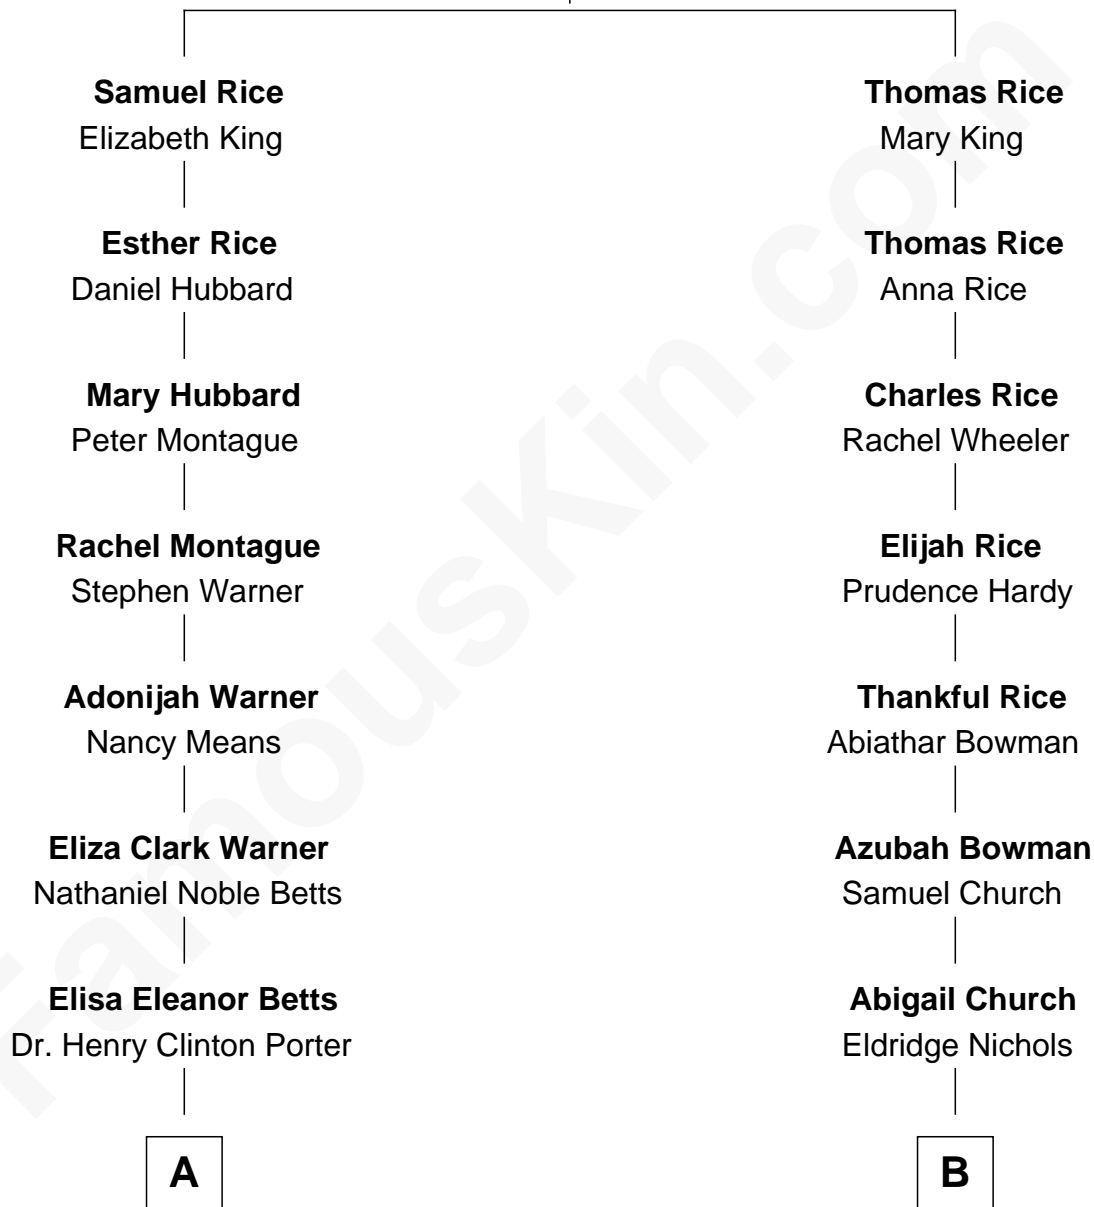 Samuel Rice
Elizabeth King
Esther Rice
Daniel Hubbard
Mary Hubbard
Peter Montague
Rachel Montague
Stephen Warner
Adonijah Warner
Nancy Means
Eliza Clark Warner
Nathaniel Noble Betts
Elisa Eleanor Betts
Dr. Henry Clinton Porter
A
Thomas Rice
Mary King
Thomas Rice
Anna Rice
Charles Rice
Rachel Wheeler
Elijah Rice
Prudence Hardy
Thankful Rice
Abiathar Bowman
Azubah Bowman
Samuel Church
Abigail Church
Eldridge Nichols
B
FamousKin.com